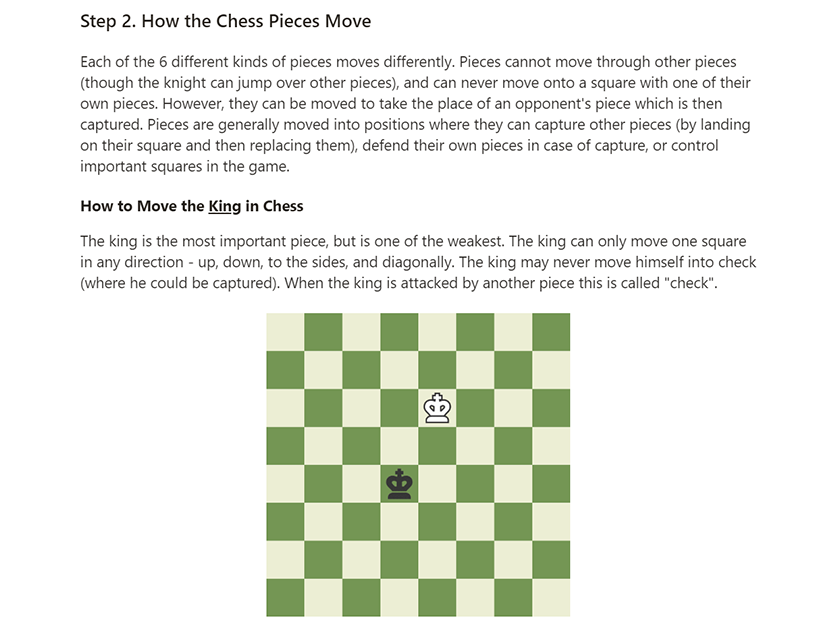 Step 2. How the Chess Pieces Move
Each of the 6 different kinds of pieces moves differently. Pieces cannot move through other pieces
(though the knight can jump over other pieces), and can never move onto a square with one of their
own pieces. However, they can be moved to take the place of an opponent's piece which is then
captured. Pieces are generally moved into positions where they can capture other pieces (by landing
on their square and then replacing them), defend their own pieces in case of capture, or control
important squares in the game.
How to Move the King in Chess
The king is the most important piece, but is one of the weakest. The king can only move one square
in any direction - up, down, to the sides, and diagonally. The king may never move himself into check
(where he could be captured). When the king is attacked by another piece this is called "check".